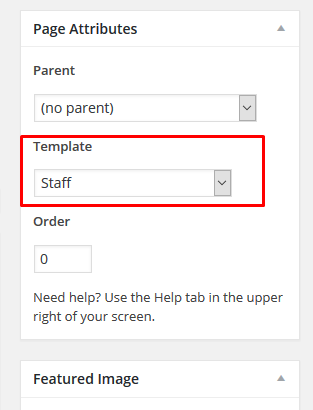 Page Attributes
Parent
(no parent)
Template
Staff
Order
0
Need help? Use the Help tab in the upper
right of your screen.
Featured Image